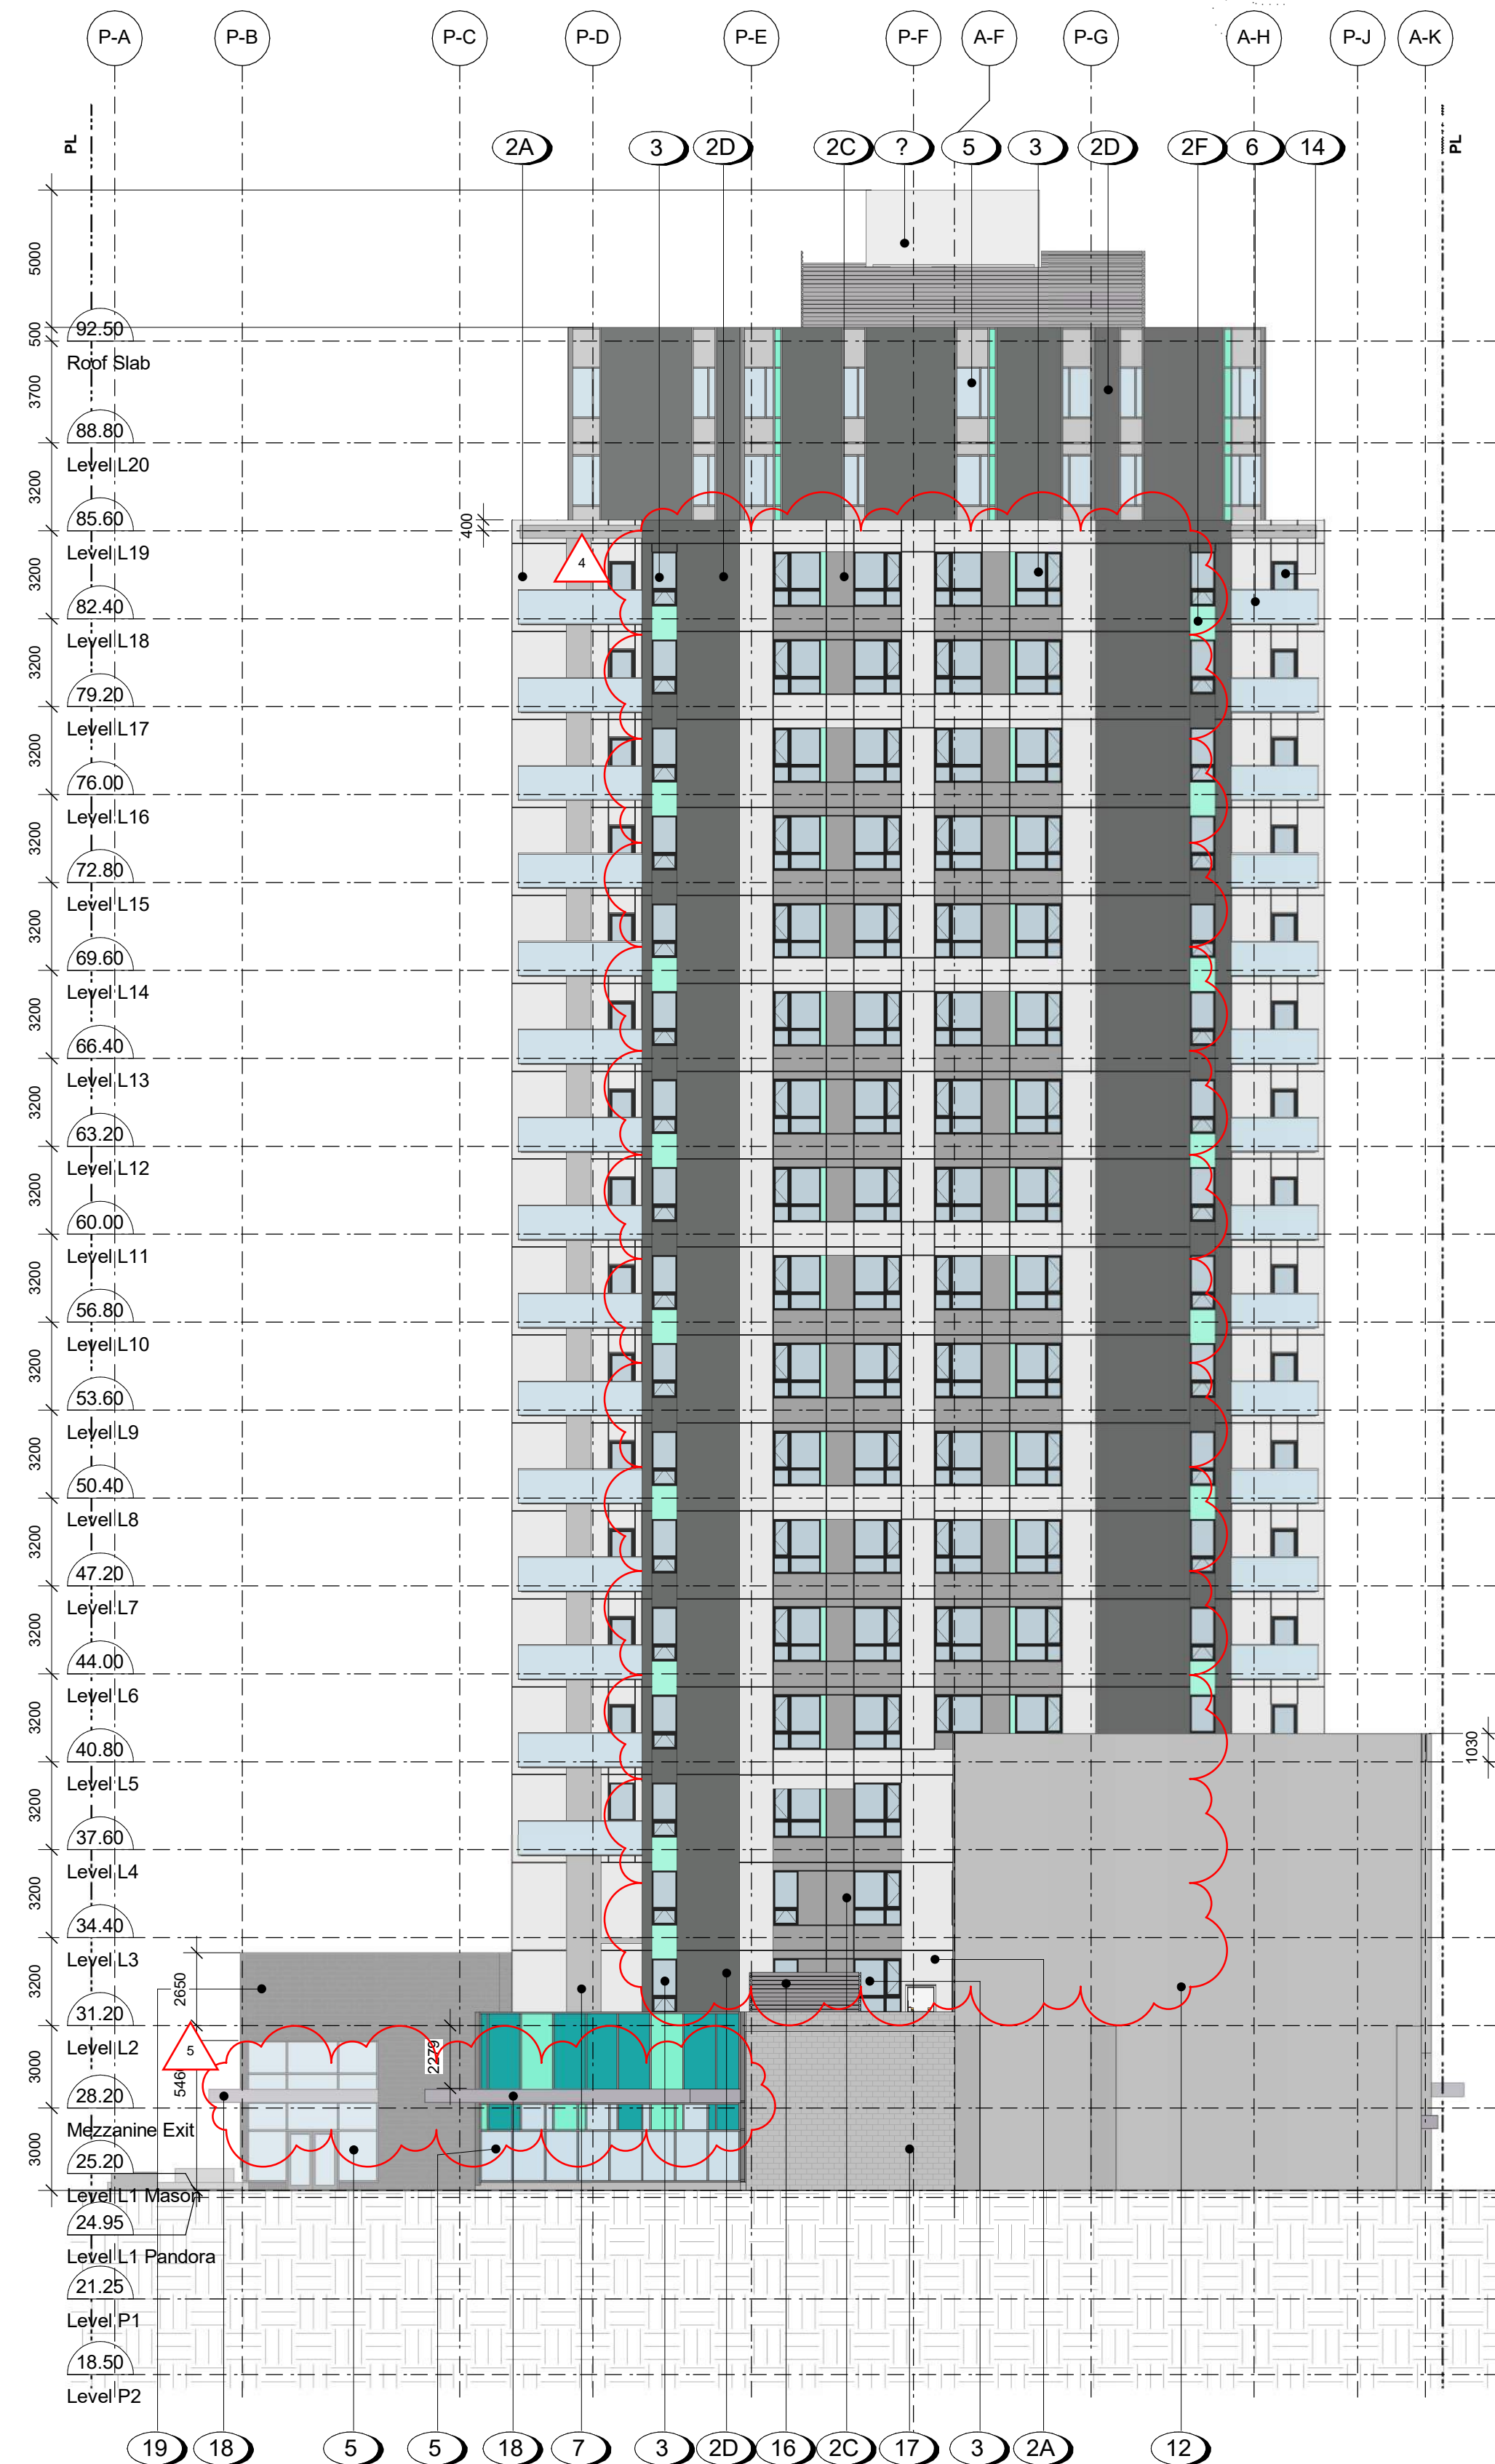 P-A P-B P-C P-D P-E P-F A-F P-G A-H P-J A-K
PL PL
2A 3 2D 2C ? 5 3 2D 2F 6 14
5000
500
92.50
Roof Slab
3700
88.80
Level L20
3200
85.60
400
Level L19
4
3200
82.40
Level L18
3200
79.20
Level L17
3200
76.00
Level L16
3200
72.80
Level L15
3200
69.60
Level L14
3200
66.40
Level L13
3200
63.20
Level L12
3200
60.00
Level L11
3200
56.80
Level L10
3200
53.60
Level L9
3200
50.40
Level L8
3200
47.20
Level L7
3200
44.00
Level L6
3200
40.80
1030
Level L5
3200
37.60
Level L4
3200
34.40
Level L3
3200
2650
31.20
Level L2
5
2279
3000
28.20
Mezzanine Exit
3000
25.20
Level L1 Mason
24.95
Level L1 Pandora
21.25
Level P1
18.50
Level P2
19 18 5 5 18 7 3 2D 16 2C 17 3 2A 12